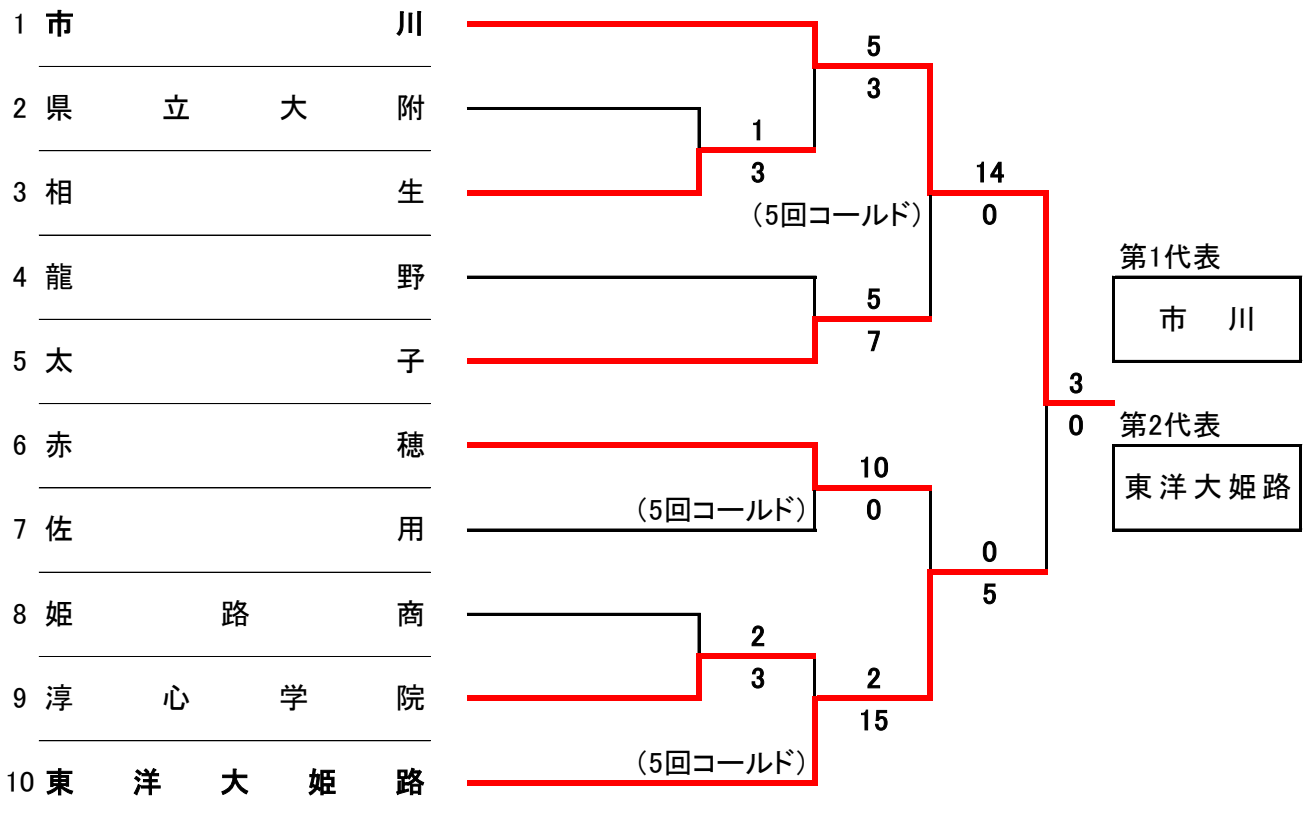 1 市川
5
3
2 県立大附
1
3
3 相生
14
0
(5回コールド)
第1代表
4 龍野
5
7
市川
5 太子
3
0
第2代表
6 赤穂
10
0
(5回コールド)
東洋大姫路
7 佐用
0
5
8 姫路商
2
3
9 淳心学院
2
15
(5回コールド)
10 東洋大姫路